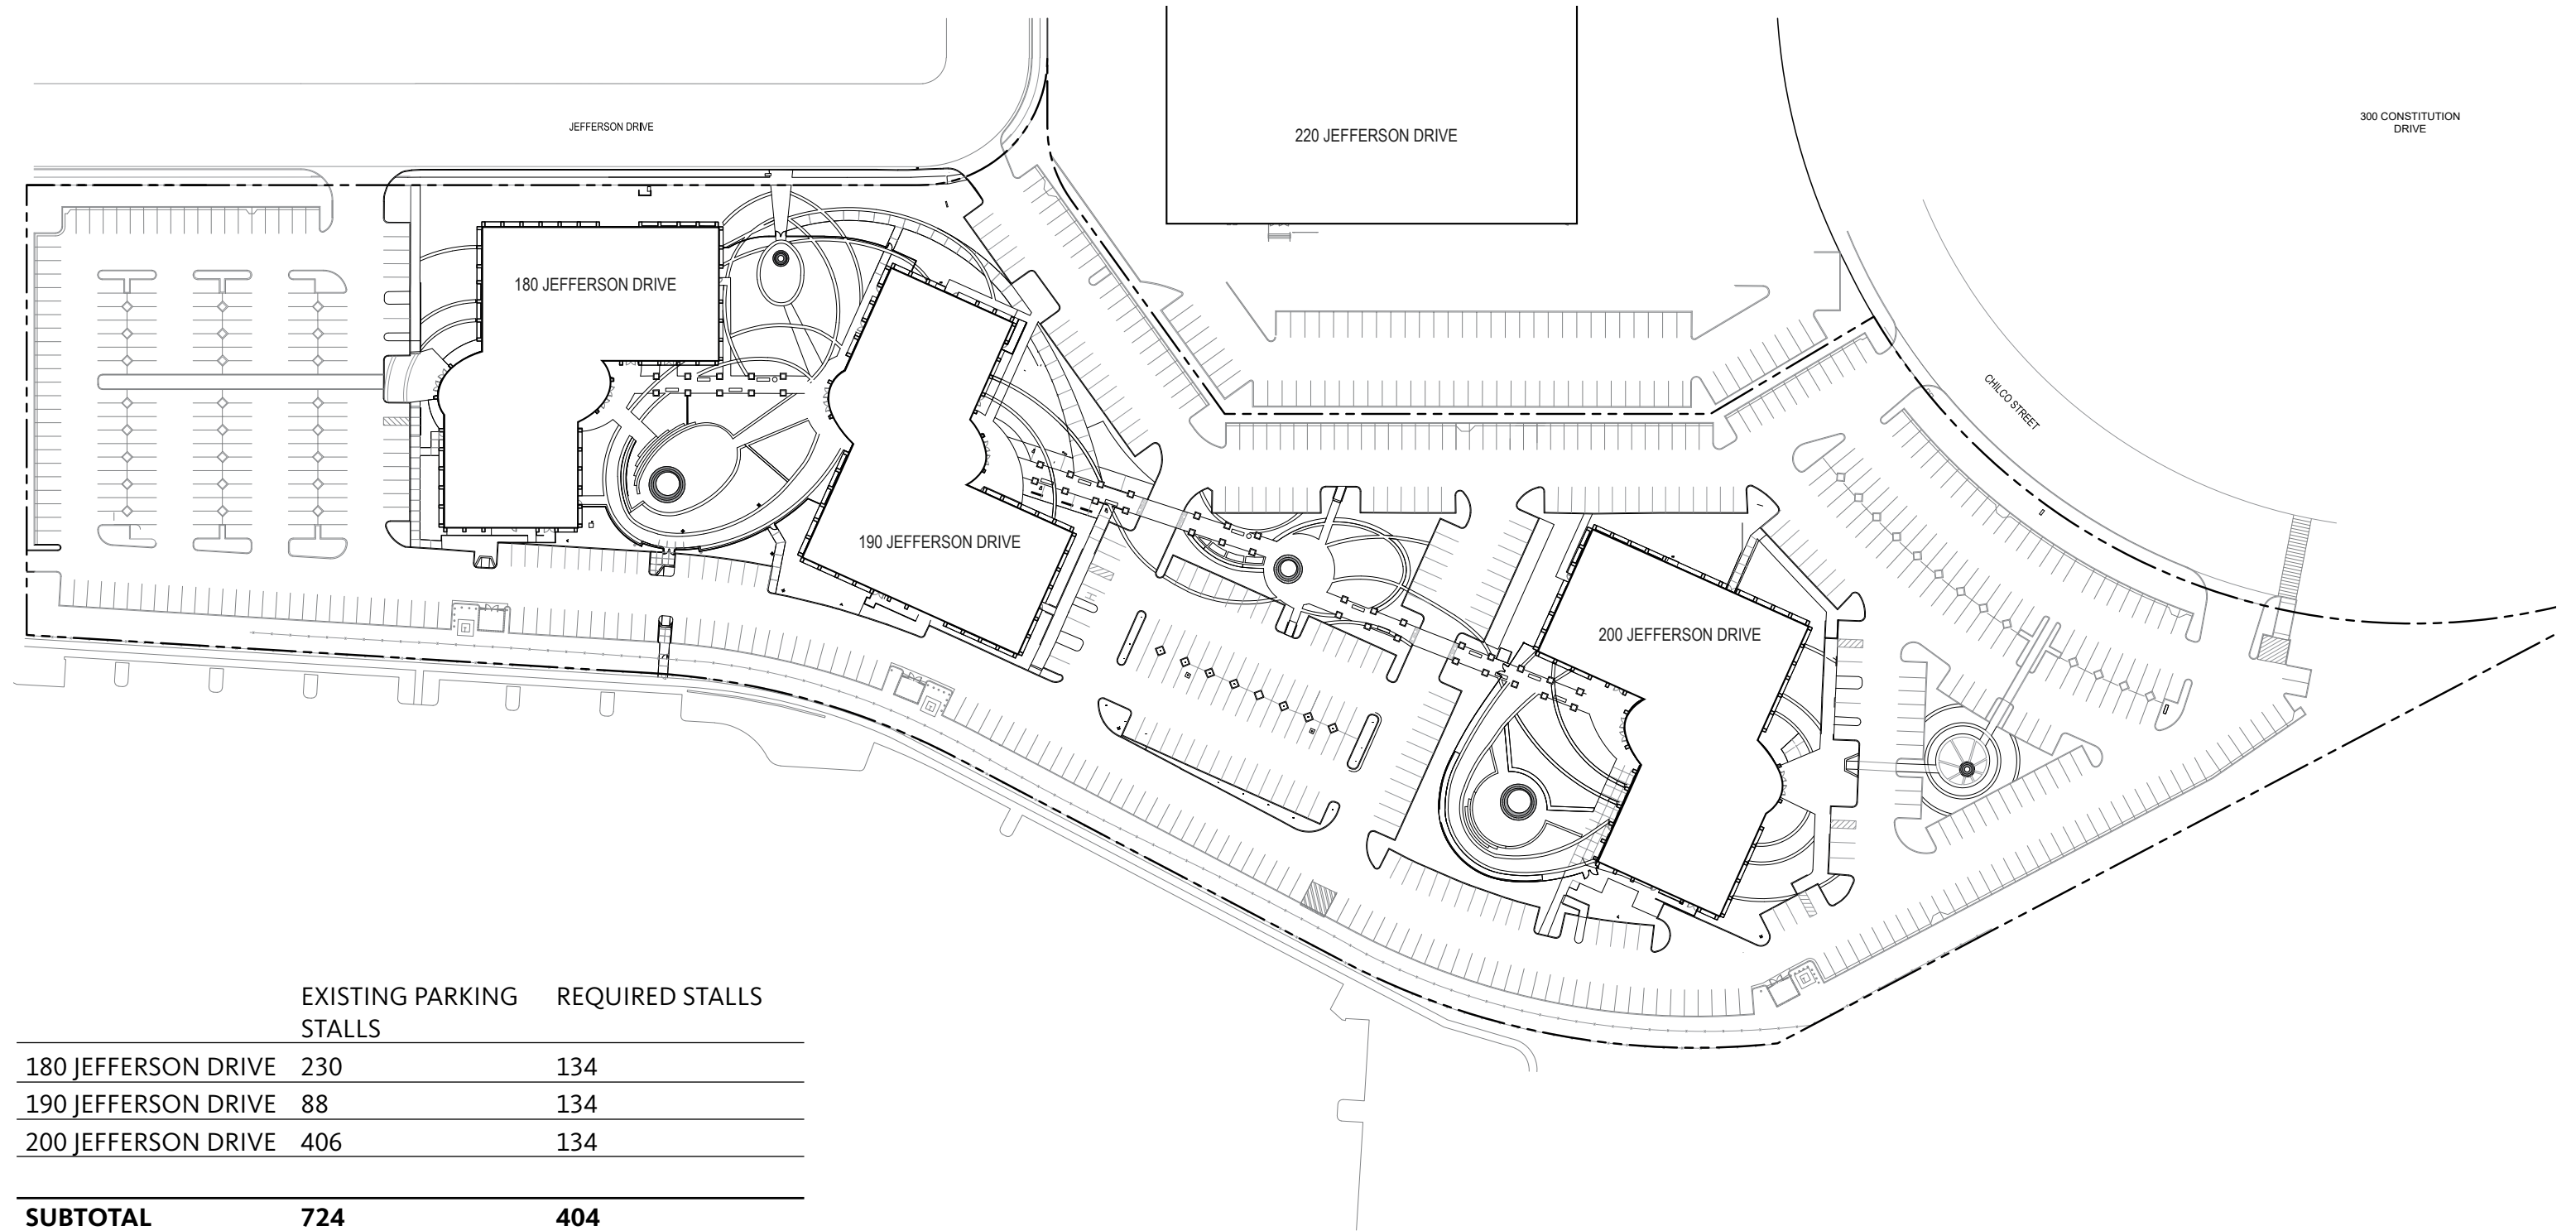 JEFFERSON DRIVE
220 JEFFERSON DRIVE
300 CONSTITUTION
DRIVE
180 JEFFERSON DRIVE
CHILCO STREET
190 JEFFERSON DRIVE
200 JEFFERSON DRIVE
EXISTING PARKING STALLS REQUIRED STALLS
180 JEFFERSON DRIVE 230 134
190 JEFFERSON DRIVE 88 134
200 JEFFERSON DRIVE 406 134
SUBTOTAL 724 404